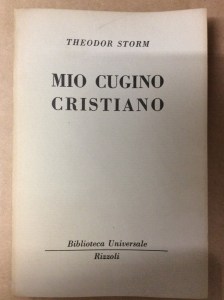 THEODOR STORM
MIO CUGINO
CRISTIANO
Biblioteca Universale
Rizzoli